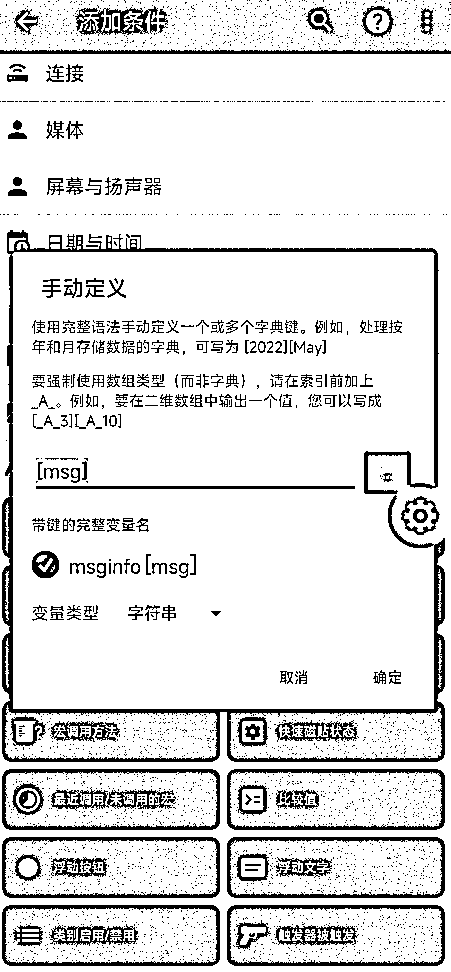 添加条件
连接
媒体
屏幕与扬声器
日期与时间
手动定义
使用完整语法手动定义一个或多个字典键。例如，处理按
年和月存储数据的字典，可写为 [2022][May]
要强制使用数组类型（而非字典），请在索引前加上
_A_。例如，要在二维数组中输出一个值，您可以写成
[_A_3][_A_10]
[msg]
带键的完整变量名
msginfo[msg]
变量类型 字符串
取消 确定
宏调用方法 快速磁贴状态
最近调用/未调用的宏 比较值
浮动按钮 浮动文字
类别启用/禁用 触发器被触发